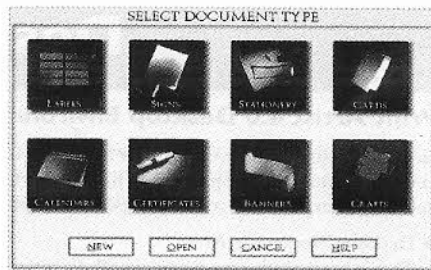 SELECT DOCUMENT TYPE
LABELS SIGNS STATIONERY CARDS
CALENDARS CERTIFICATES BANNERS CRAFTS
NEW OPEN CANCEL HELP